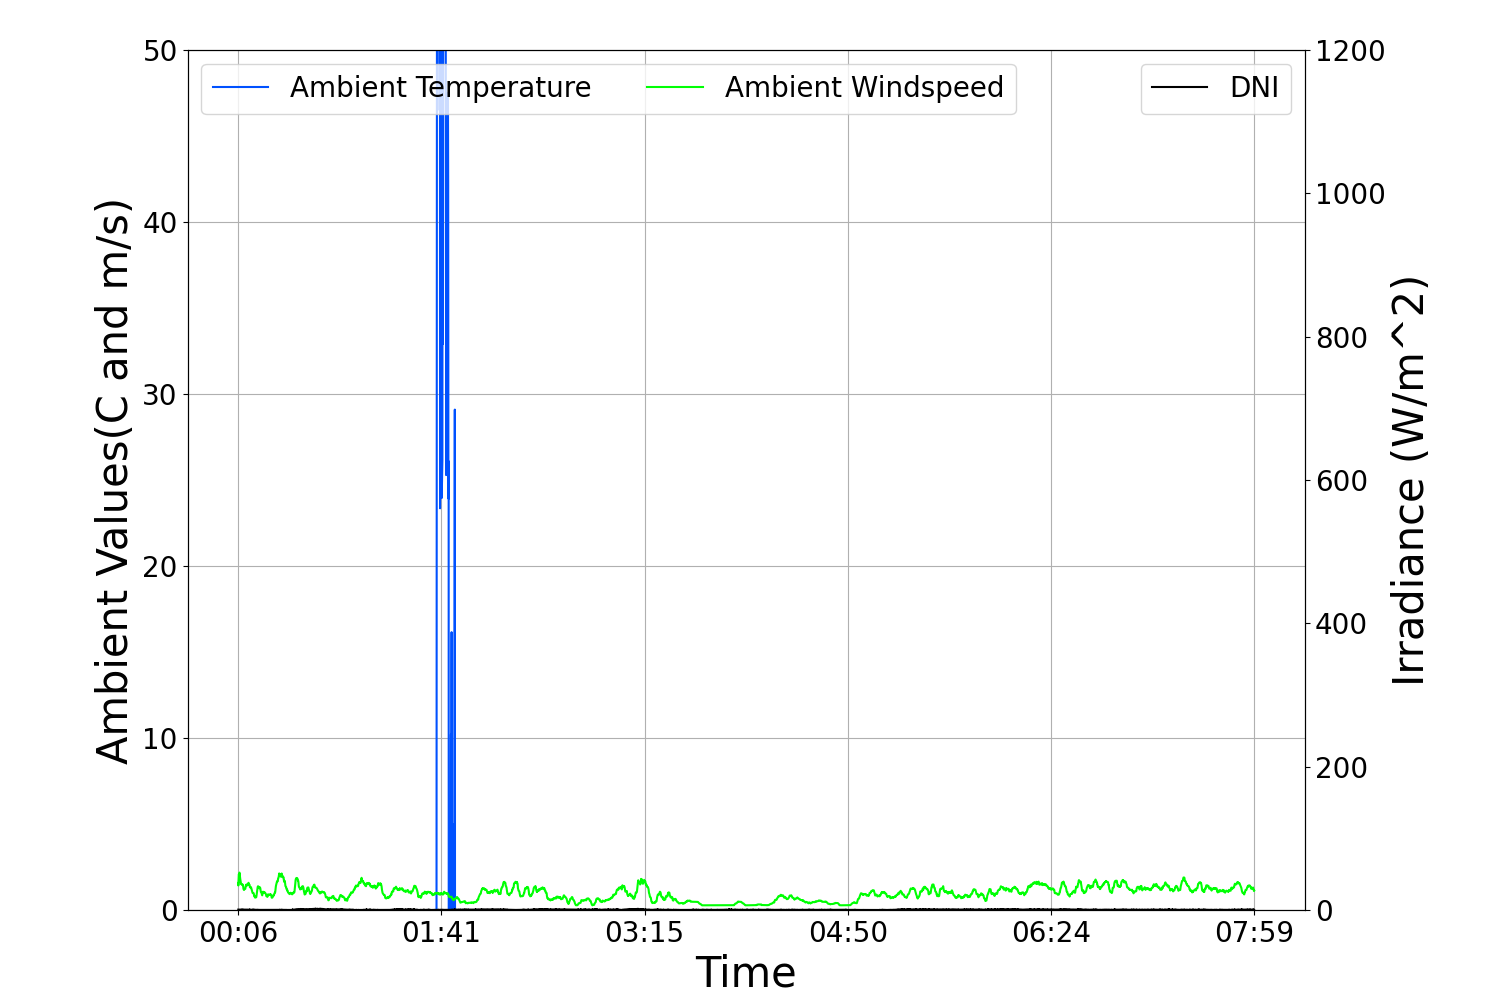 Ambient Temperature
Ambient Windspeed
DNI
Ambient Values(C and m/s)
50
40
30
20
10
0
1200
1000
800
600
400
200
0
Irradiance (W/m^2)
00:06 01:41 03:15 04:50 06:24 07:59
Time